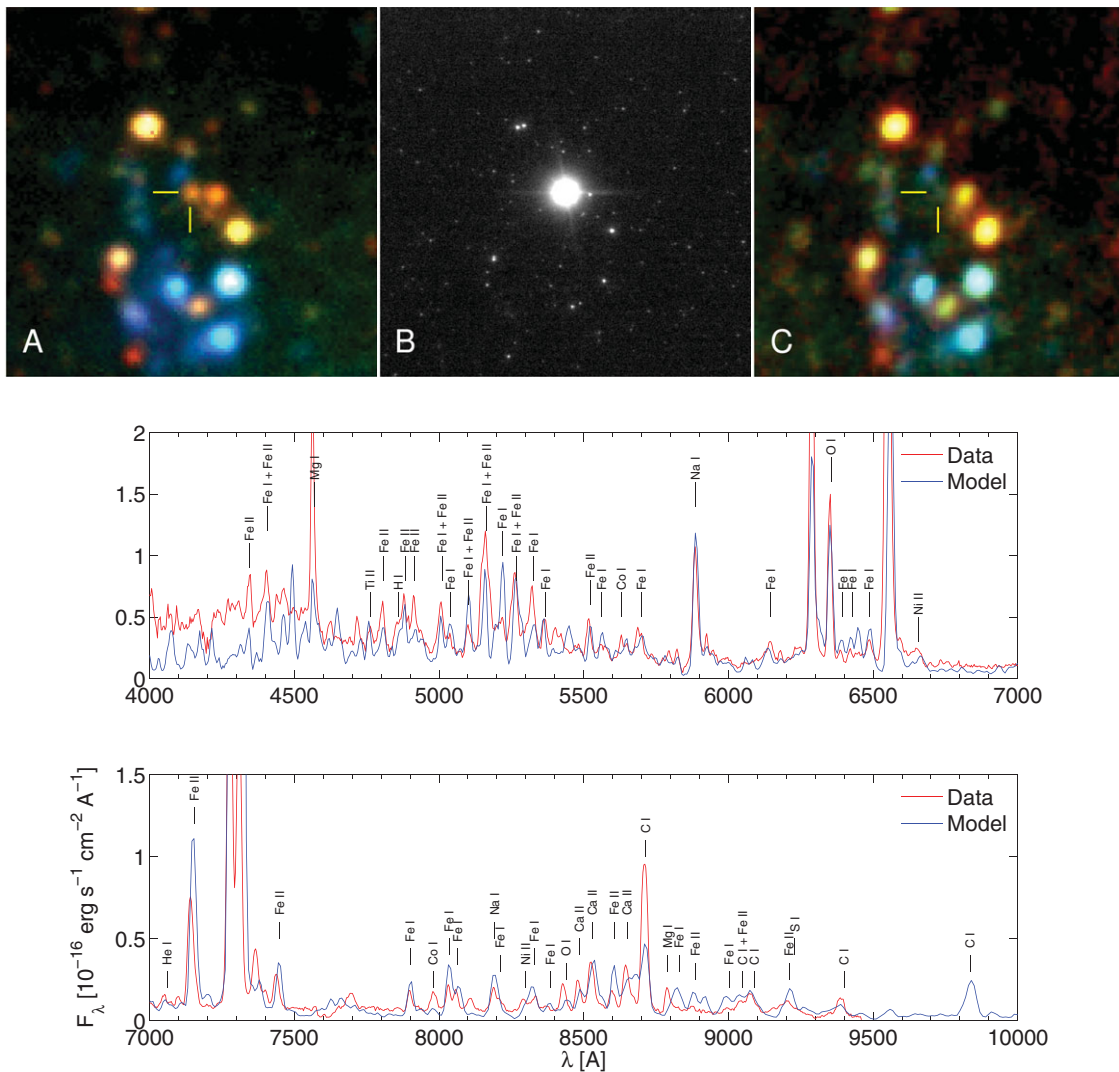 A
B
C
2
1.5
1
0.5
0
Fe II
Fe I + Fe II
Mg I
Ti II
Fe II
H I
Fe II
Fe II
Fe I + Fe II
Fe I
Fe I + Fe II
Fe I + Fe II
Fe I
Fe I + Fe II
Fe I
Fe I
Fe II
Fe I
Co I
Fe I
Na I
Fe I
O I
Fe I
Fe I
Ni II
Data
Model
4000 4500 5000 5500 6000 6500 7000
F λ [10−16 erg s−1 cm−2 A−1]
1.5
1
0.5
0
He I
Fe II
Fe II
Fe I
Co I
Fe I
Fe I
Na I
Fe I
Ni II
Fe I
Fe I
O I
Ca II
Ca II
Fe II
Ca II
C I
Mg I
Fe I
Fe II
Fe I
C I + Fe II
C I
Fe II
S I
C I
C I
Data
Model
7000 7500 8000 8500 9000 9500 10000
λ [A]